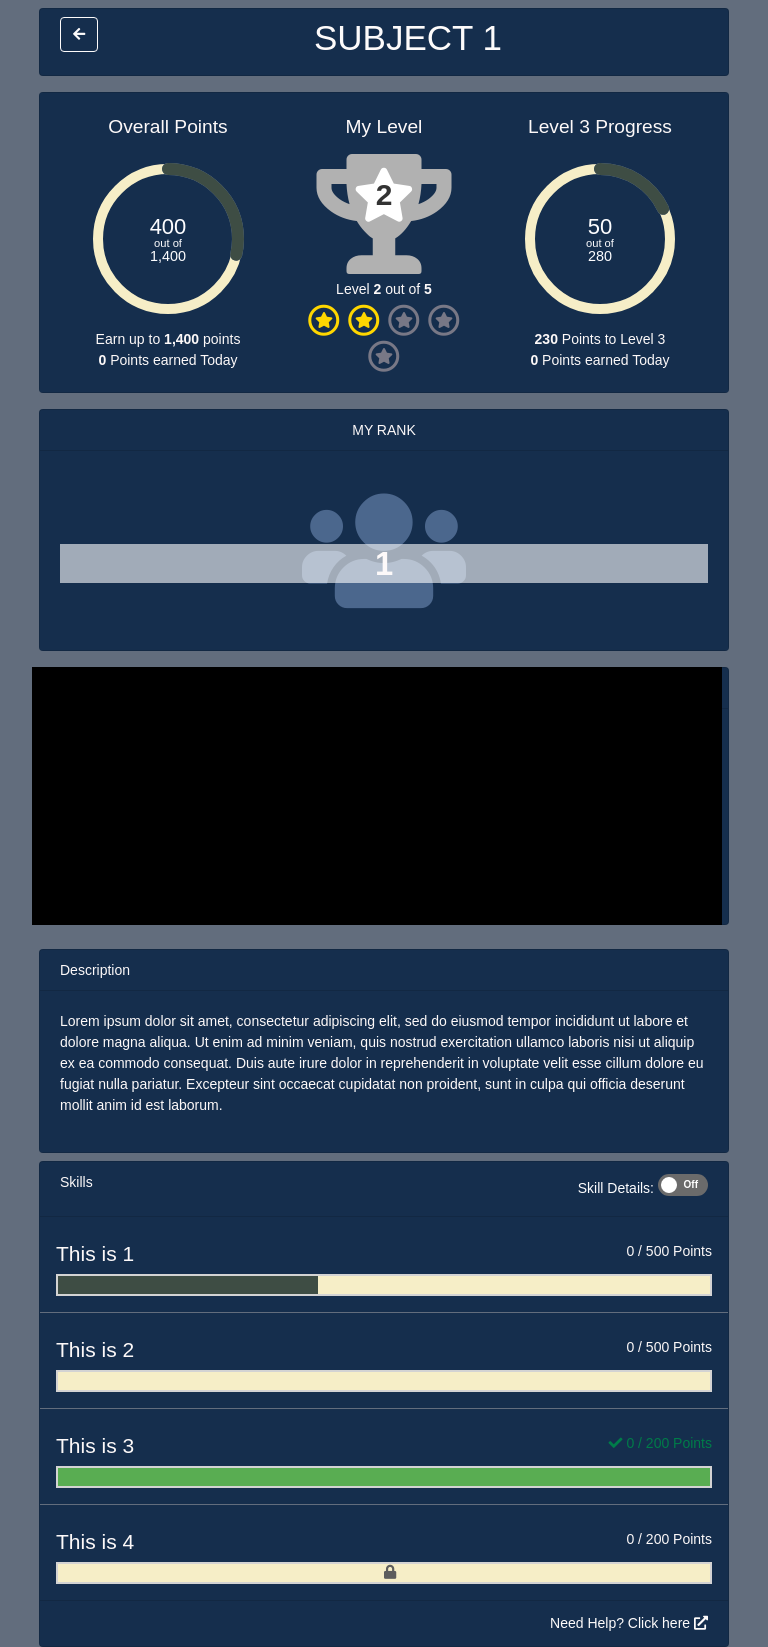 SUBJECT 1
Overall Points
My Level
Level 3 Progress
400
out of
1,400
2
50
out of
280
Level 2 out of 5
Earn up to 1,400 points
0 Points earned Today
230 Points to Level 3
0 Points earned Today
MY RANK
1
Description
Lorem ipsum dolor sit amet, consectetur adipiscing elit, sed do eiusmod tempor incididunt ut labore et
dolore magna aliqua. Ut enim ad minim veniam, quis nostrud exercitation ullamco laboris nisi ut aliquip
ex ea commodo consequat. Duis aute irure dolor in reprehenderit in voluptate velit esse cillum dolore eu
fugiat nulla pariatur. Excepteur sint occaecat cupidatat non proident, sunt in culpa qui officia deserunt
mollit anim id est laborum.
Skills
Skill Details: Off
This is 1
0 / 500 Points
This is 2
0 / 500 Points
This is 3
0 / 200 Points
This is 4
0 / 200 Points
Need Help? Click here